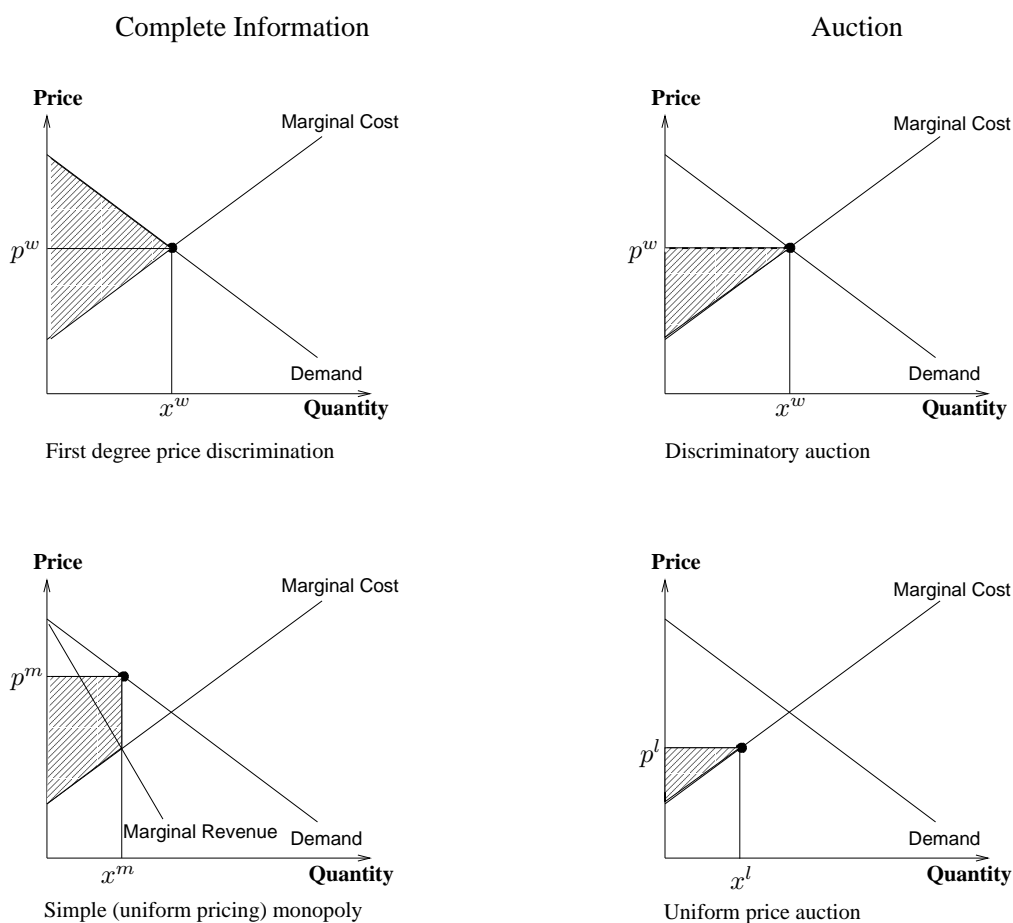 Complete Information
Auction
Price
Marginal Cost
p^w
Demand
x^w
Quantity
First degree price discrimination
Price
Marginal Cost
p^w
Demand
x^w
Quantity
Discriminatory auction
Price
Marginal Cost
p^m
Marginal Revenue
Demand
x^m
Quantity
Simple (uniform pricing) monopoly
Price
Marginal Cost
p^l
Demand
x^l
Quantity
Uniform price auction